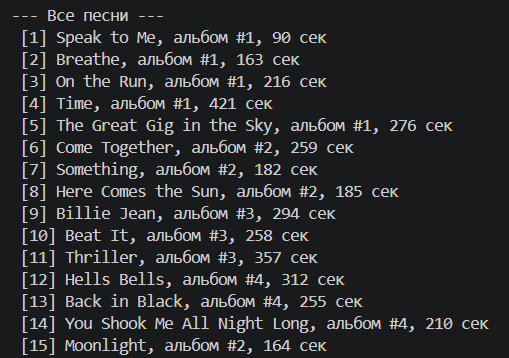 --- Все песни ---
[1] Speak to Me, альбом #1, 90 сек
[2] Breathe, альбом #1, 163 сек
[3] On the Run, альбом #1, 216 сек
[4] Time, альбом #1, 421 сек
[5] The Great Gig in the Sky, альбом #1, 276 сек
[6] Come Together, альбом #2, 259 сек
[7] Something, альбом #2, 182 сек
[8] Here Comes the Sun, альбом #2, 185 сек
[9] Billie Jean, альбом #3, 294 сек
[10] Beat It, альбом #3, 258 сек
[11] Thriller, альбом #3, 357 сек
[12] Hells Bells, альбом #4, 312 сек
[13] Back in Black, альбом #4, 255 сек
[14] You Shook Me All Night Long, альбом #4, 210 сек
[15] Moonlight, альбом #2, 164 сек